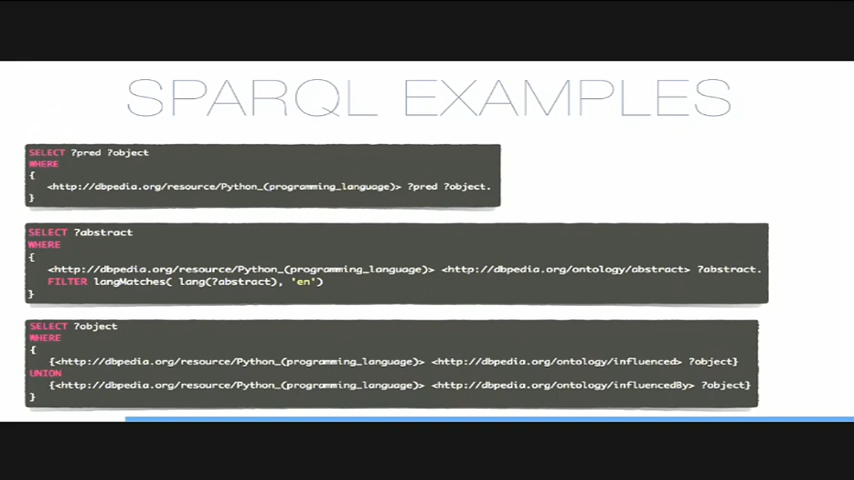 SPARQL EXAMPLES
SELECT ?pred ?object
WHERE
{
<http://dbpedia.org/resource/Python_(programming_language)> ?pred ?object.
}
SELECT ?abstract
WHERE
{
<http://dbpedia.org/resource/Python_(programming_language)> <http://dbpedia.org/ontology/abstract> ?abstract.
FILTER langMatches( lang(?abstract), 'en')
}
SELECT ?object
WHERE
{
{<http://dbpedia.org/resource/Python_(programming_language)> <http://dbpedia.org/ontology/influenced> ?object}
UNION
{<http://dbpedia.org/resource/Python_(programming_language)> <http://dbpedia.org/ontology/influencedBy> ?object}
}